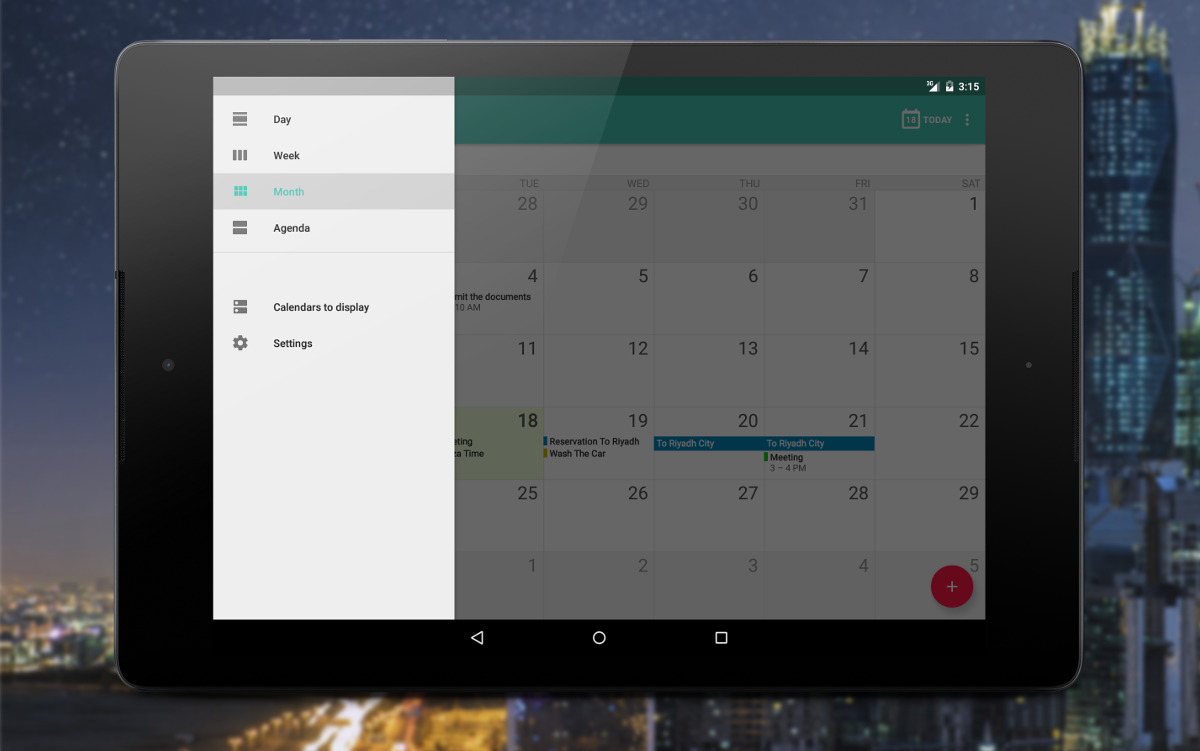 3G 3:15
Day
Week
Month
Agenda
Calendars to display
Settings
18 TODAY
TUE WED THU FRI SAT
28 29 30 31 1
4 5 6 7 8
mit the documents
10 AM
11 12 13 14 15
18 19 20 21 22
eting Reservation To Riyadh To Riyadh City To Riyadh City
za Time Wash The Car Meeting
3 – 4 PM
25 26 27 28 29
1 2 3 4 5